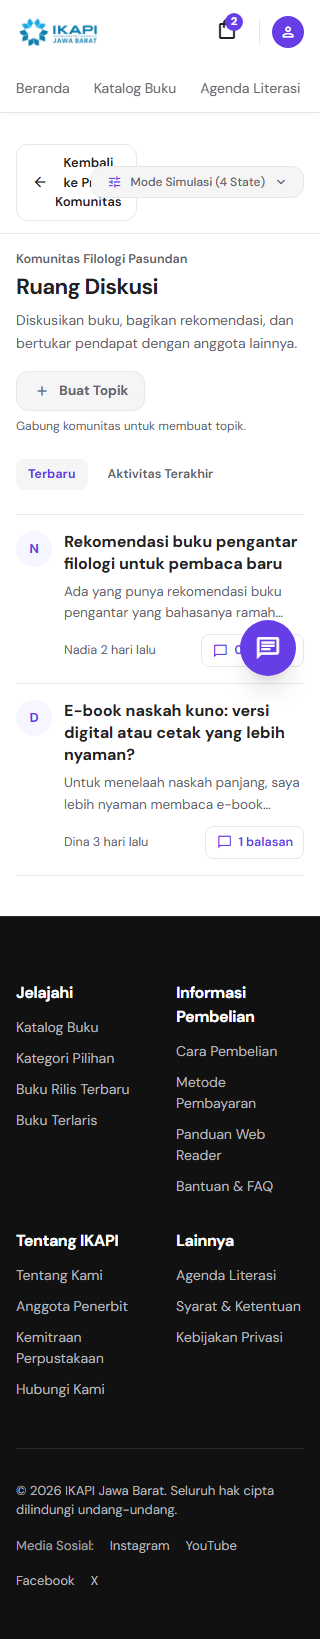 IKAPI
JAWA BARAT
2
Beranda
Katalog Buku
Agenda Literasi
Kembali
ke Pr
Komunitas
Mode Simulasi (4 State)
Komunitas Filologi Pasundan
Ruang Diskusi
Diskusikan buku, bagikan rekomendasi, dan
bertukar pendapat dengan anggota lainnya.
+ Buat Topik
Gabung komunitas untuk membuat topik.
Terbaru
Aktivitas Terakhir
N
Rekomendasi buku pengantar
filologi untuk pembaca baru
Ada yang punya rekomendasi buku
pengantar yang bahasanya ramah…
Nadia 2 hari lalu
D
E-book naskah kuno: versi
digital atau cetak yang lebih
nyaman?
Untuk menelaah naskah panjang, saya
lebih nyaman membaca e-book…
Dina 3 hari lalu
1 balasan
Jelajahi
Katalog Buku
Kategori Pilihan
Buku Rilis Terbaru
Buku Terlaris
Informasi
Pembelian
Cara Pembelian
Metode
Pembayaran
Panduan Web
Reader
Bantuan & FAQ
Tentang IKAPI
Tentang Kami
Anggota Penerbit
Kemitraan
Perpustakaan
Hubungi Kami
Lainnya
Agenda Literasi
Syarat & Ketentuan
Kebijakan Privasi
© 2026 IKAPI Jawa Barat. Seluruh hak cipta
dilindungi undang-undang.
Media Sosial:
Instagram
YouTube
Facebook
X